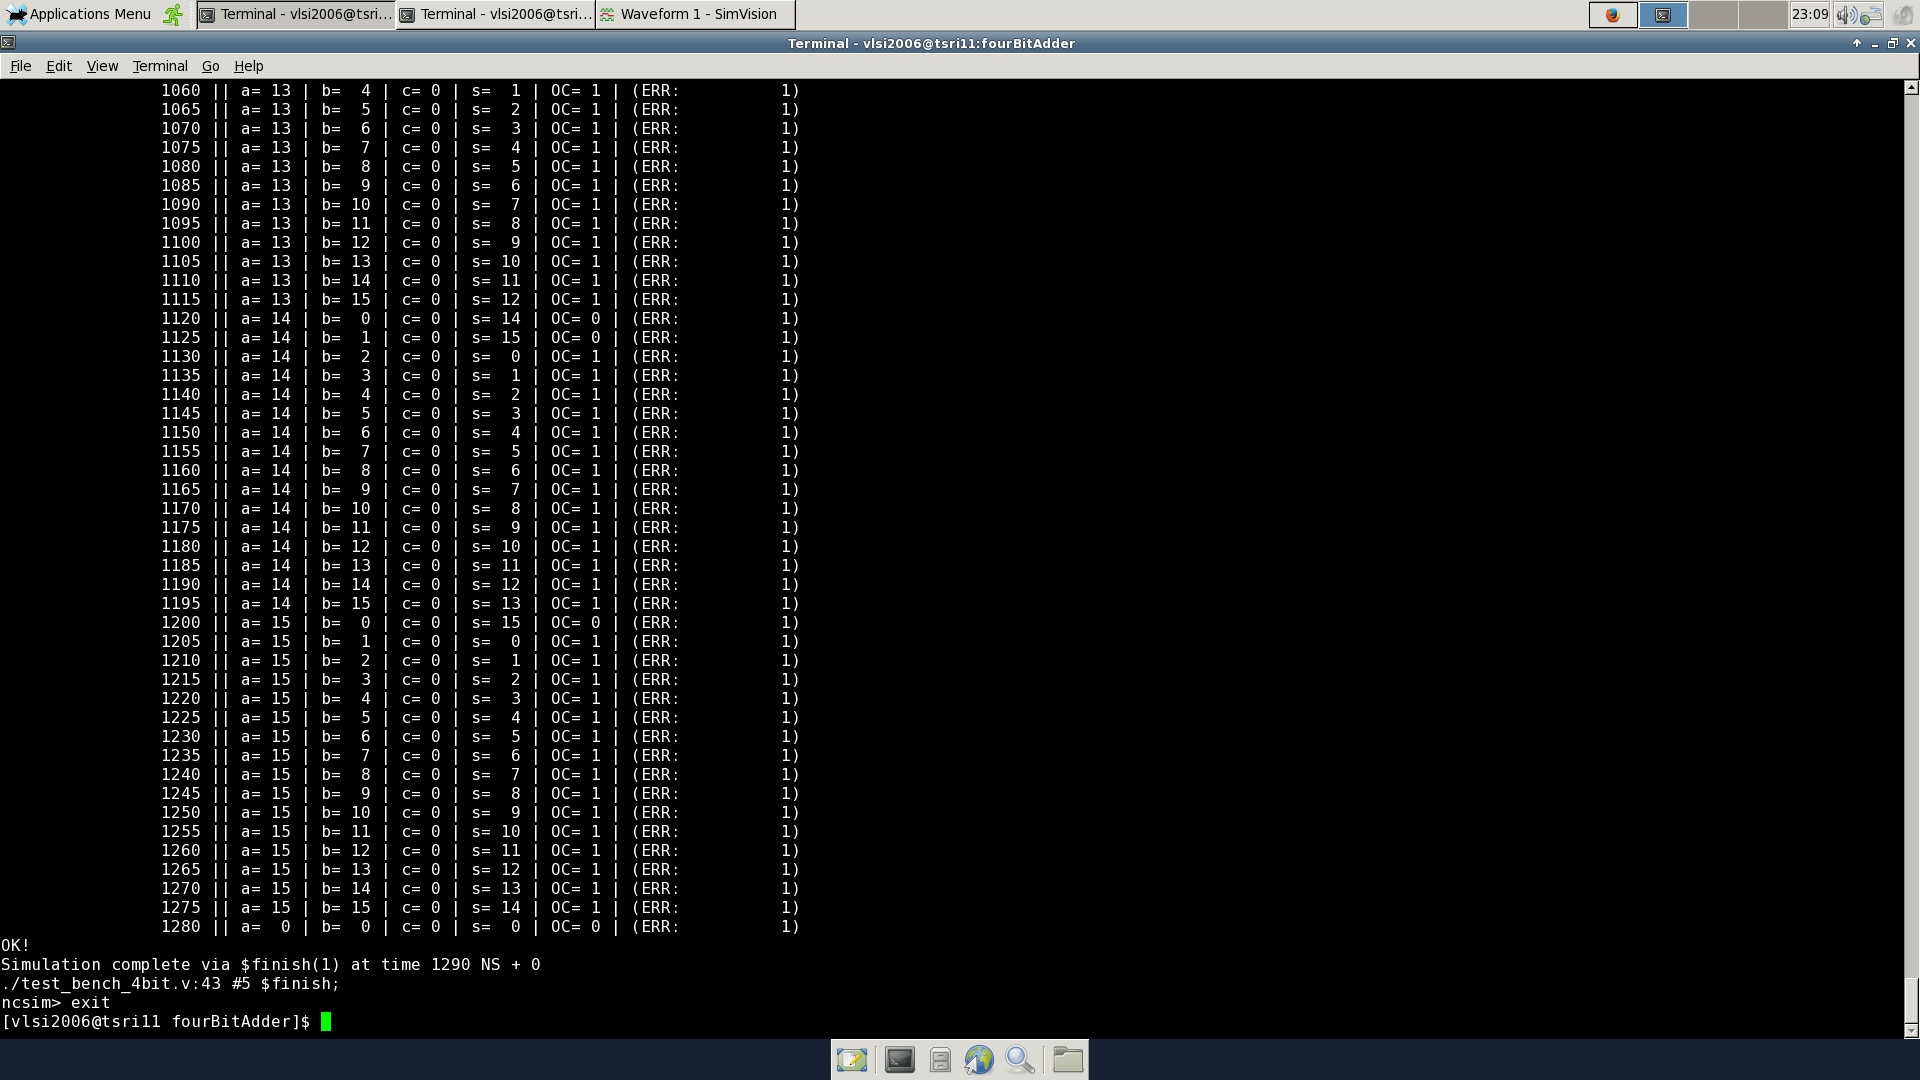 Applications Menu
Terminal - vlsi2006@tsri...
Terminal - vlsi2006@tsri...
Waveform 1 - SimVision
23:09
Terminal - vlsi2006@tsri11:fourBitAdder
File Edit View Terminal Go Help
1060 || a= 13 | b=  4 | c= 0 | s=  1 | OC= 1 | (ERR:          1)
1065 || a= 13 | b=  5 | c= 0 | s=  2 | OC= 1 | (ERR:          1)
1070 || a= 13 | b=  6 | c= 0 | s=  3 | OC= 1 | (ERR:          1)
1075 || a= 13 | b=  7 | c= 0 | s=  4 | OC= 1 | (ERR:          1)
1080 || a= 13 | b=  8 | c= 0 | s=  5 | OC= 1 | (ERR:          1)
1085 || a= 13 | b=  9 | c= 0 | s=  6 | OC= 1 | (ERR:          1)
1090 || a= 13 | b= 10 | c= 0 | s=  7 | OC= 1 | (ERR:          1)
1095 || a= 13 | b= 11 | c= 0 | s=  8 | OC= 1 | (ERR:          1)
1100 || a= 13 | b= 12 | c= 0 | s=  9 | OC= 1 | (ERR:          1)
1105 || a= 13 | b= 13 | c= 0 | s= 10 | OC= 1 | (ERR:          1)
1110 || a= 13 | b= 14 | c= 0 | s= 11 | OC= 1 | (ERR:          1)
1115 || a= 13 | b= 15 | c= 0 | s= 12 | OC= 1 | (ERR:          1)
1120 || a= 14 | b=  0 | c= 0 | s= 14 | OC= 0 | (ERR:          1)
1125 || a= 14 | b=  1 | c= 0 | s= 15 | OC= 0 | (ERR:          1)
1130 || a= 14 | b=  2 | c= 0 | s=  0 | OC= 1 | (ERR:          1)
1135 || a= 14 | b=  3 | c= 0 | s=  1 | OC= 1 | (ERR:          1)
1140 || a= 14 | b=  4 | c= 0 | s=  2 | OC= 1 | (ERR:          1)
1145 || a= 14 | b=  5 | c= 0 | s=  3 | OC= 1 | (ERR:          1)
1150 || a= 14 | b=  6 | c= 0 | s=  4 | OC= 1 | (ERR:          1)
1155 || a= 14 | b=  7 | c= 0 | s=  5 | OC= 1 | (ERR:          1)
1160 || a= 14 | b=  8 | c= 0 | s=  6 | OC= 1 | (ERR:          1)
1165 || a= 14 | b=  9 | c= 0 | s=  7 | OC= 1 | (ERR:          1)
1170 || a= 14 | b= 10 | c= 0 | s=  8 | OC= 1 | (ERR:          1)
1175 || a= 14 | b= 11 | c= 0 | s=  9 | OC= 1 | (ERR:          1)
1180 || a= 14 | b= 12 | c= 0 | s= 10 | OC= 1 | (ERR:          1)
1185 || a= 14 | b= 13 | c= 0 | s= 11 | OC= 1 | (ERR:          1)
1190 || a= 14 | b= 14 | c= 0 | s= 12 | OC= 1 | (ERR:          1)
1195 || a= 14 | b= 15 | c= 0 | s= 13 | OC= 1 | (ERR:          1)
1200 || a= 15 | b=  0 | c= 0 | s= 15 | OC= 0 | (ERR:          1)
1205 || a= 15 | b=  1 | c= 0 | s=  0 | OC= 1 | (ERR:          1)
1210 || a= 15 | b=  2 | c= 0 | s=  1 | OC= 1 | (ERR:          1)
1215 || a= 15 | b=  3 | c= 0 | s=  2 | OC= 1 | (ERR:          1)
1220 || a= 15 | b=  4 | c= 0 | s=  3 | OC= 1 | (ERR:          1)
1225 || a= 15 | b=  5 | c= 0 | s=  4 | OC= 1 | (ERR:          1)
1230 || a= 15 | b=  6 | c= 0 | s=  5 | OC= 1 | (ERR:          1)
1235 || a= 15 | b=  7 | c= 0 | s=  6 | OC= 1 | (ERR:          1)
1240 || a= 15 | b=  8 | c= 0 | s=  7 | OC= 1 | (ERR:          1)
1245 || a= 15 | b=  9 | c= 0 | s=  8 | OC= 1 | (ERR:          1)
1250 || a= 15 | b= 10 | c= 0 | s=  9 | OC= 1 | (ERR:          1)
1255 || a= 15 | b= 11 | c= 0 | s= 10 | OC= 1 | (ERR:          1)
1260 || a= 15 | b= 12 | c= 0 | s= 11 | OC= 1 | (ERR:          1)
1265 || a= 15 | b= 13 | c= 0 | s= 12 | OC= 1 | (ERR:          1)
1270 || a= 15 | b= 14 | c= 0 | s= 13 | OC= 1 | (ERR:          1)
1275 || a= 15 | b= 15 | c= 0 | s= 14 | OC= 1 | (ERR:          1)
1280 || a=  0 | b=  0 | c= 0 | s=  0 | OC= 0 | (ERR:          1)
OK!
Simulation complete via $finish(1) at time 1290 NS + 0
./test_bench_4bit.v:43 #5 $finish;
ncsim> exit
[vlsi2006@tsri11 fourBitAdder]$